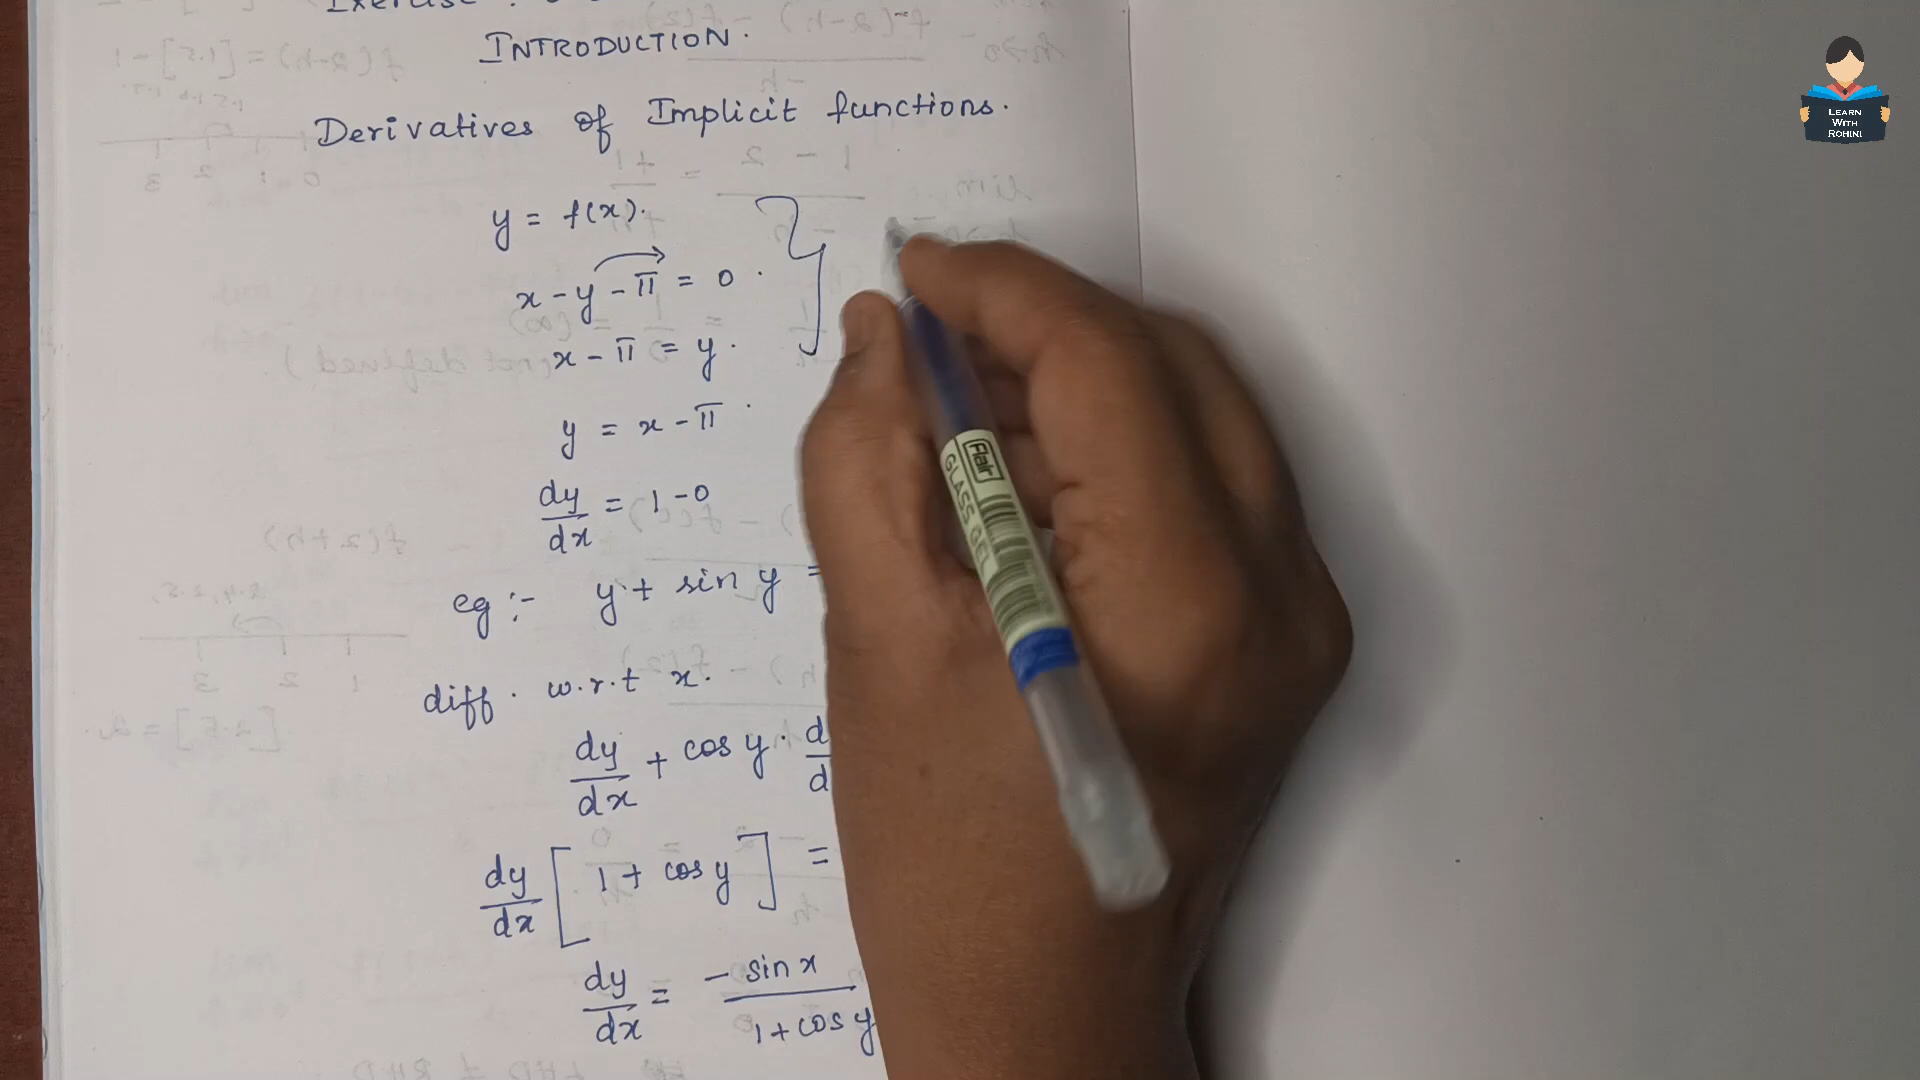 INTRODUCTION.
Derivatives of Implicit functions.
y = f(x).
x - y - π = 0.
x - π = y.
y = x - π.
dy/dx = 1 - 0
eg :- y + sin y =
diff. w.r.t x.
dy/dx + cos y . d/d
dy/dx [1 + cos y] =
dy/dx = -sin x / 1 + cos y
LEARN
WITH
ROHINI
Flair
GLASS GEL